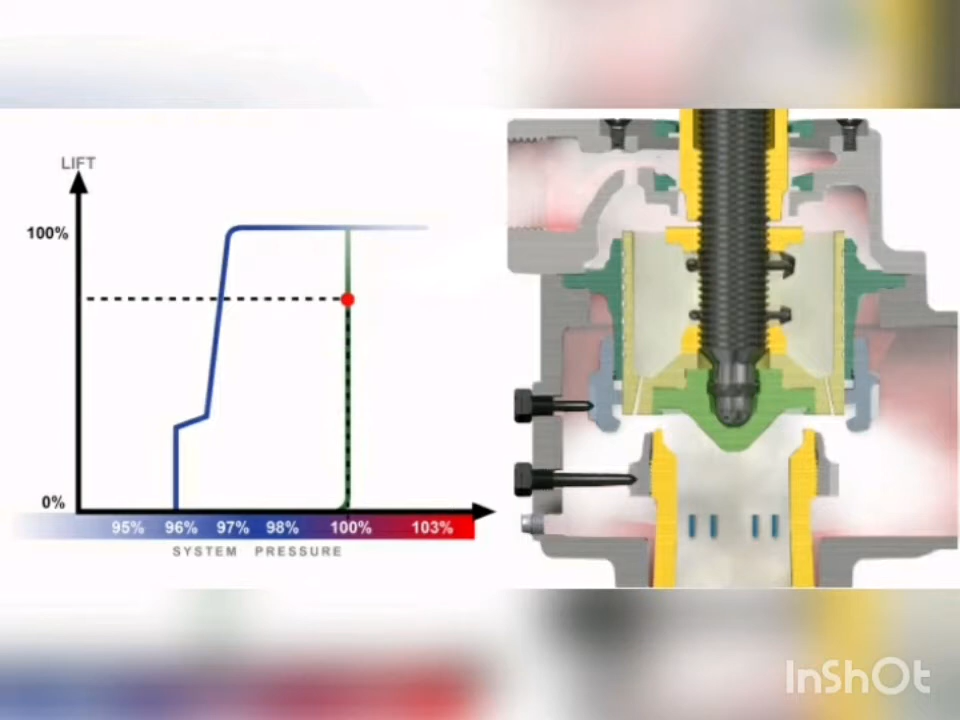 LIFT
100%
0%
95% 96% 97% 98% 100% 103%
SYSTEM PRESSURE
InShOt